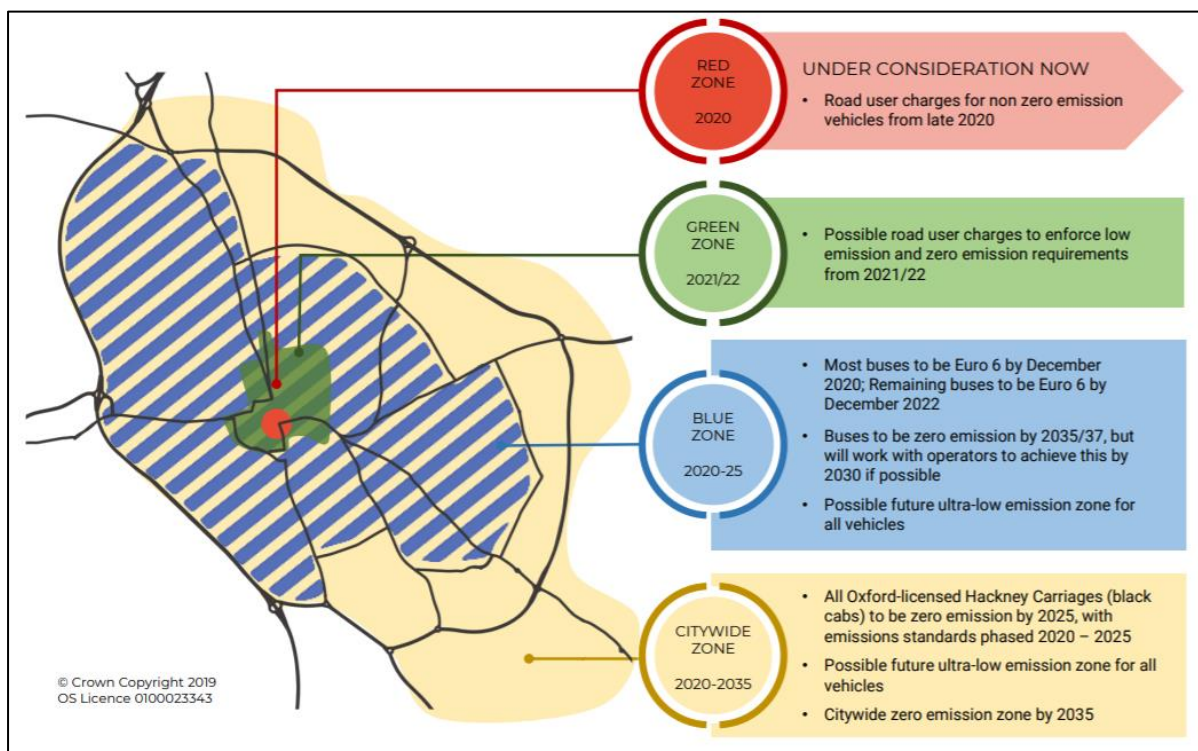 RED
ZONE
2020
UNDER CONSIDERATION NOW
• Road user charges for non zero emission
vehicles from late 2020
GREEN
ZONE
2021/22
• Possible road user charges to enforce low
emission and zero emission requirements
from 2021/22
BLUE
ZONE
2020-25
• Most buses to be Euro 6 by December
2020; Remaining buses to be Euro 6 by
December 2022
• Buses to be zero emission by 2035/37, but
will work with operators to achieve this by
2030 if possible
• Possible future ultra-low emission zone for
all vehicles
CITYWIDE
ZONE
2020-2035
• All Oxford-licensed Hackney Carriages (black
cabs) to be zero emission by 2025, with
emissions standards phased 2020 – 2025
• Possible future ultra-low emission zone for all
vehicles
• Citywide zero emission zone by 2035
© Crown Copyright 2019
OS Licence 0100023343